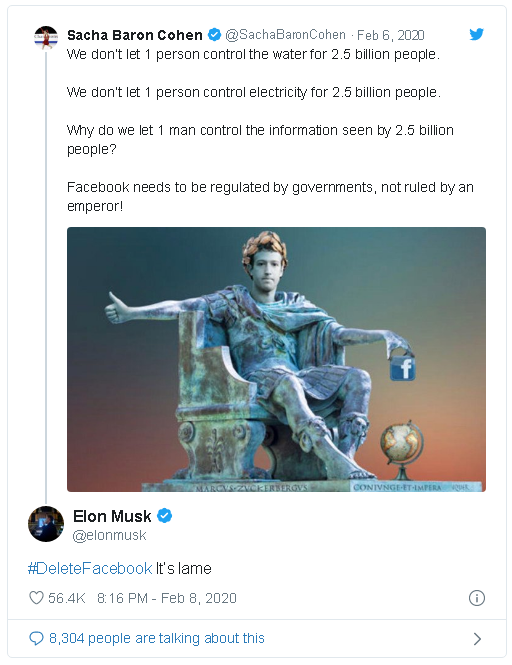 Sacha Baron Cohen @SachaBaronCohen · Feb 6, 2020
We don't let 1 person control the water for 2.5 billion people.
We don't let 1 person control electricity for 2.5 billion people.
Why do we let 1 man control the information seen by 2.5 billion
people?
Facebook needs to be regulated by governments, not ruled by an
emperor!
f
MARCVS·ZVCKERBERGVS
CONIVNGE·ET·IMPERA
Elon Musk
@elonmusk
#DeleteFacebook It's lame
56.4K 8:16 PM - Feb 8, 2020
8,304 people are talking about this